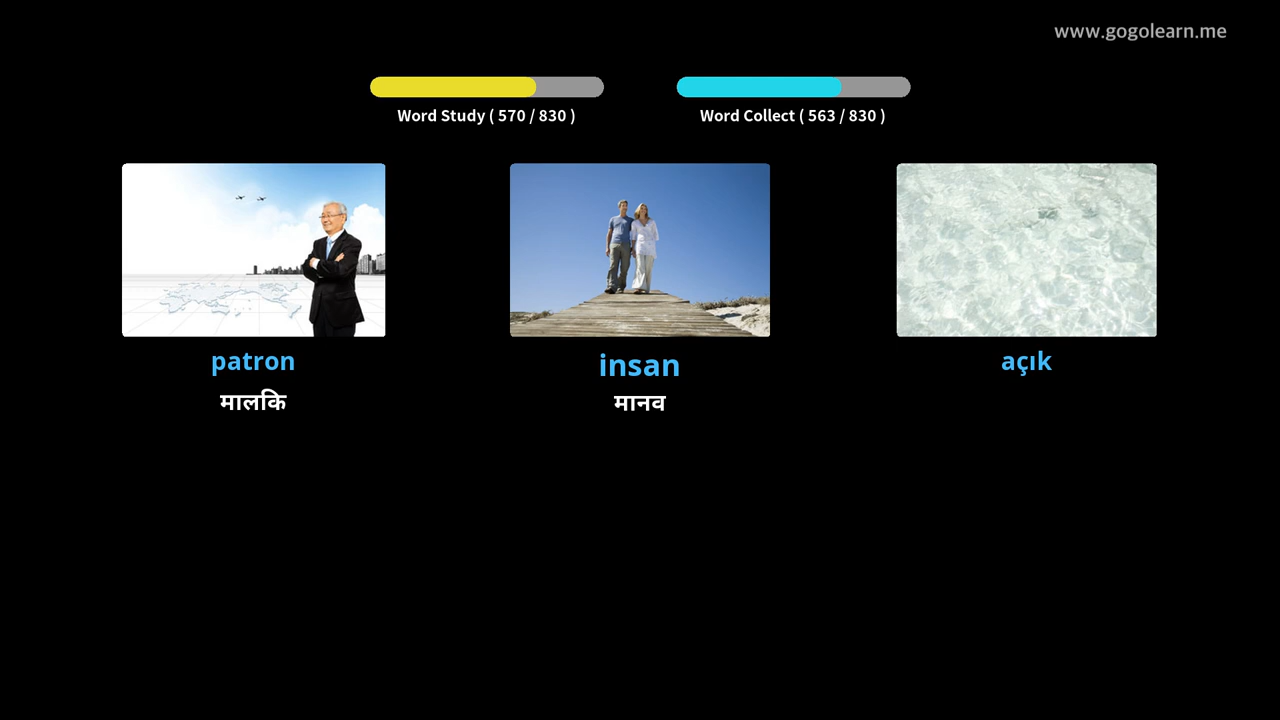 www.gogolearn.me
Word Study ( 570 / 830 )
Word Collect ( 563 / 830 )
patron
insan
açık
मालकि
मानव